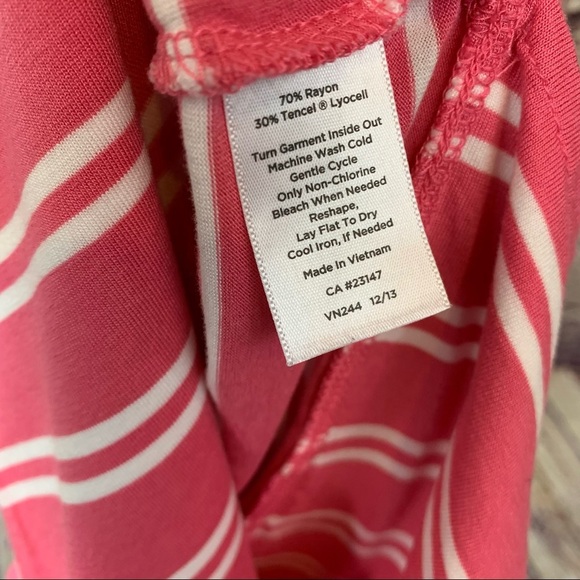 70% Rayon
30% Tencel ® Lyocell
Turn Garment Inside Out
Machine Wash Cold
Gentle Cycle
Only Non-Chlorine
Bleach When Needed
Reshape,
Lay Flat To Dry
Cool Iron, If Needed
Made In Vietnam
CA #23147
VN244 12/13